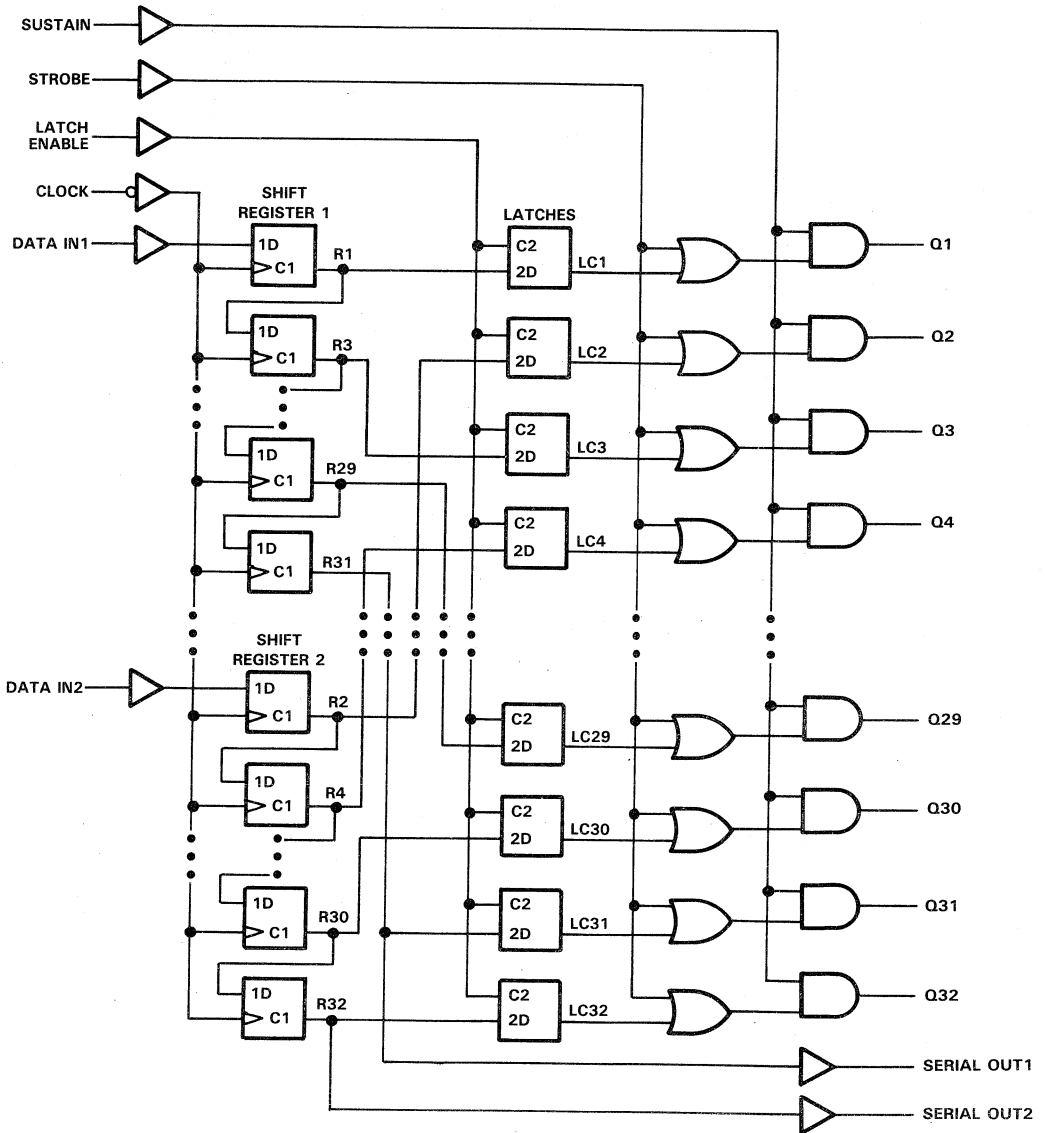 SUSTAIN
STROBE
LATCH
ENABLE
CLOCK
DATA IN1
SHIFT
REGISTER 1
1D
C1
R1
1D
C1
R3
1D
C1
R29
1D
C1
R31
DATA IN2
SHIFT
REGISTER 2
1D
C1
R2
1D
C1
R4
1D
C1
R30
1D
C1
R32
LATCHES
C2
2D
LC1
C2
2D
LC2
C2
2D
LC3
C2
2D
LC4
C2
2D
LC29
C2
2D
LC30
C2
2D
LC31
C2
2D
LC32
Q1
Q2
Q3
Q4
Q29
Q30
Q31
Q32
SERIAL OUT1
SERIAL OUT2